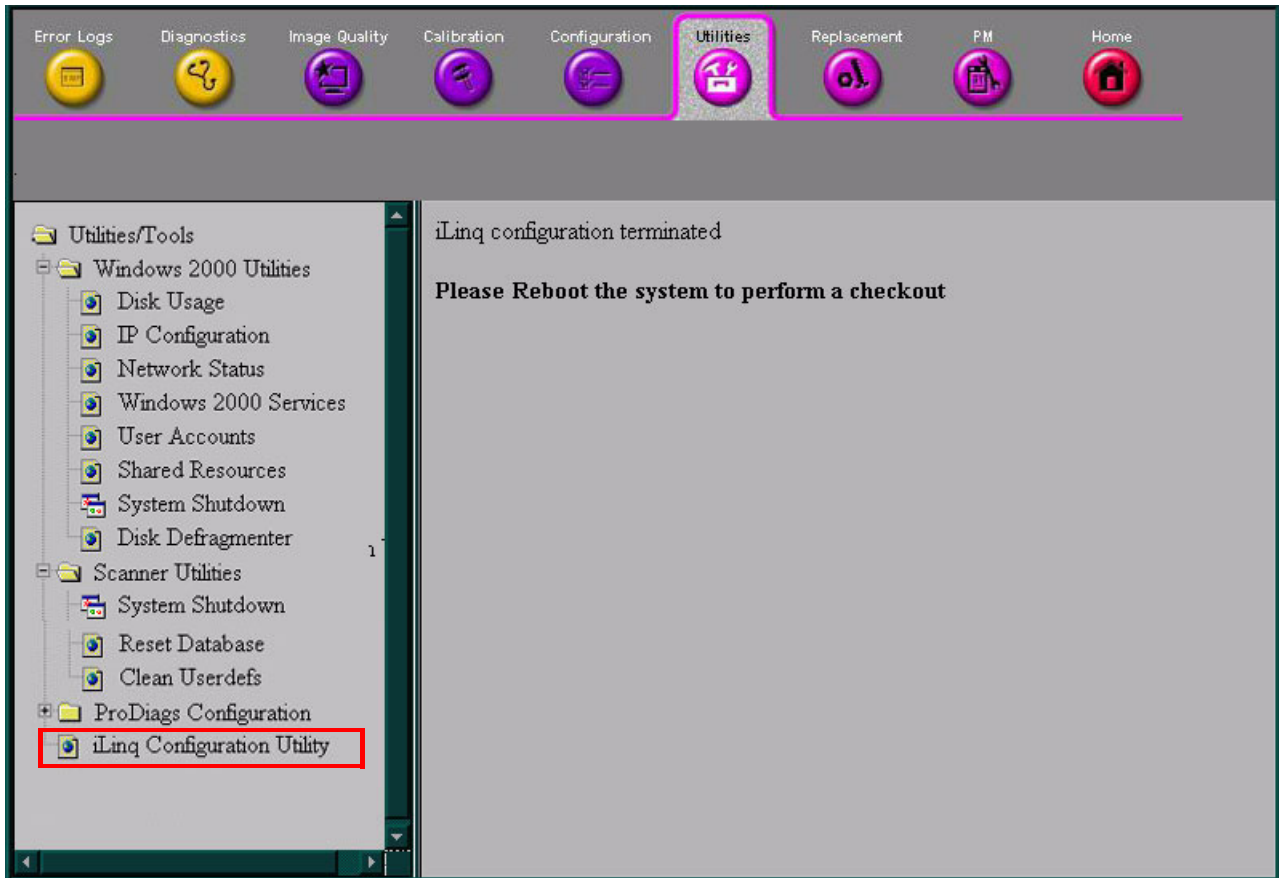 Error Logs Diagnostics Image Quality Calibration Configuration Utilities Replacement PM Home
Utilities/Tools
Windows 2000 Utilities
Disk Usage
IP Configuration
Network Status
Windows 2000 Services
User Accounts
Shared Resources
System Shutdown
Disk Defragmenter
Scanner Utilities
System Shutdown
Reset Database
Clean Userdefs
ProDiags Configuration
iLinq Configuration Utility
iLinq configuration terminated
Please Reboot the system to perform a checkout